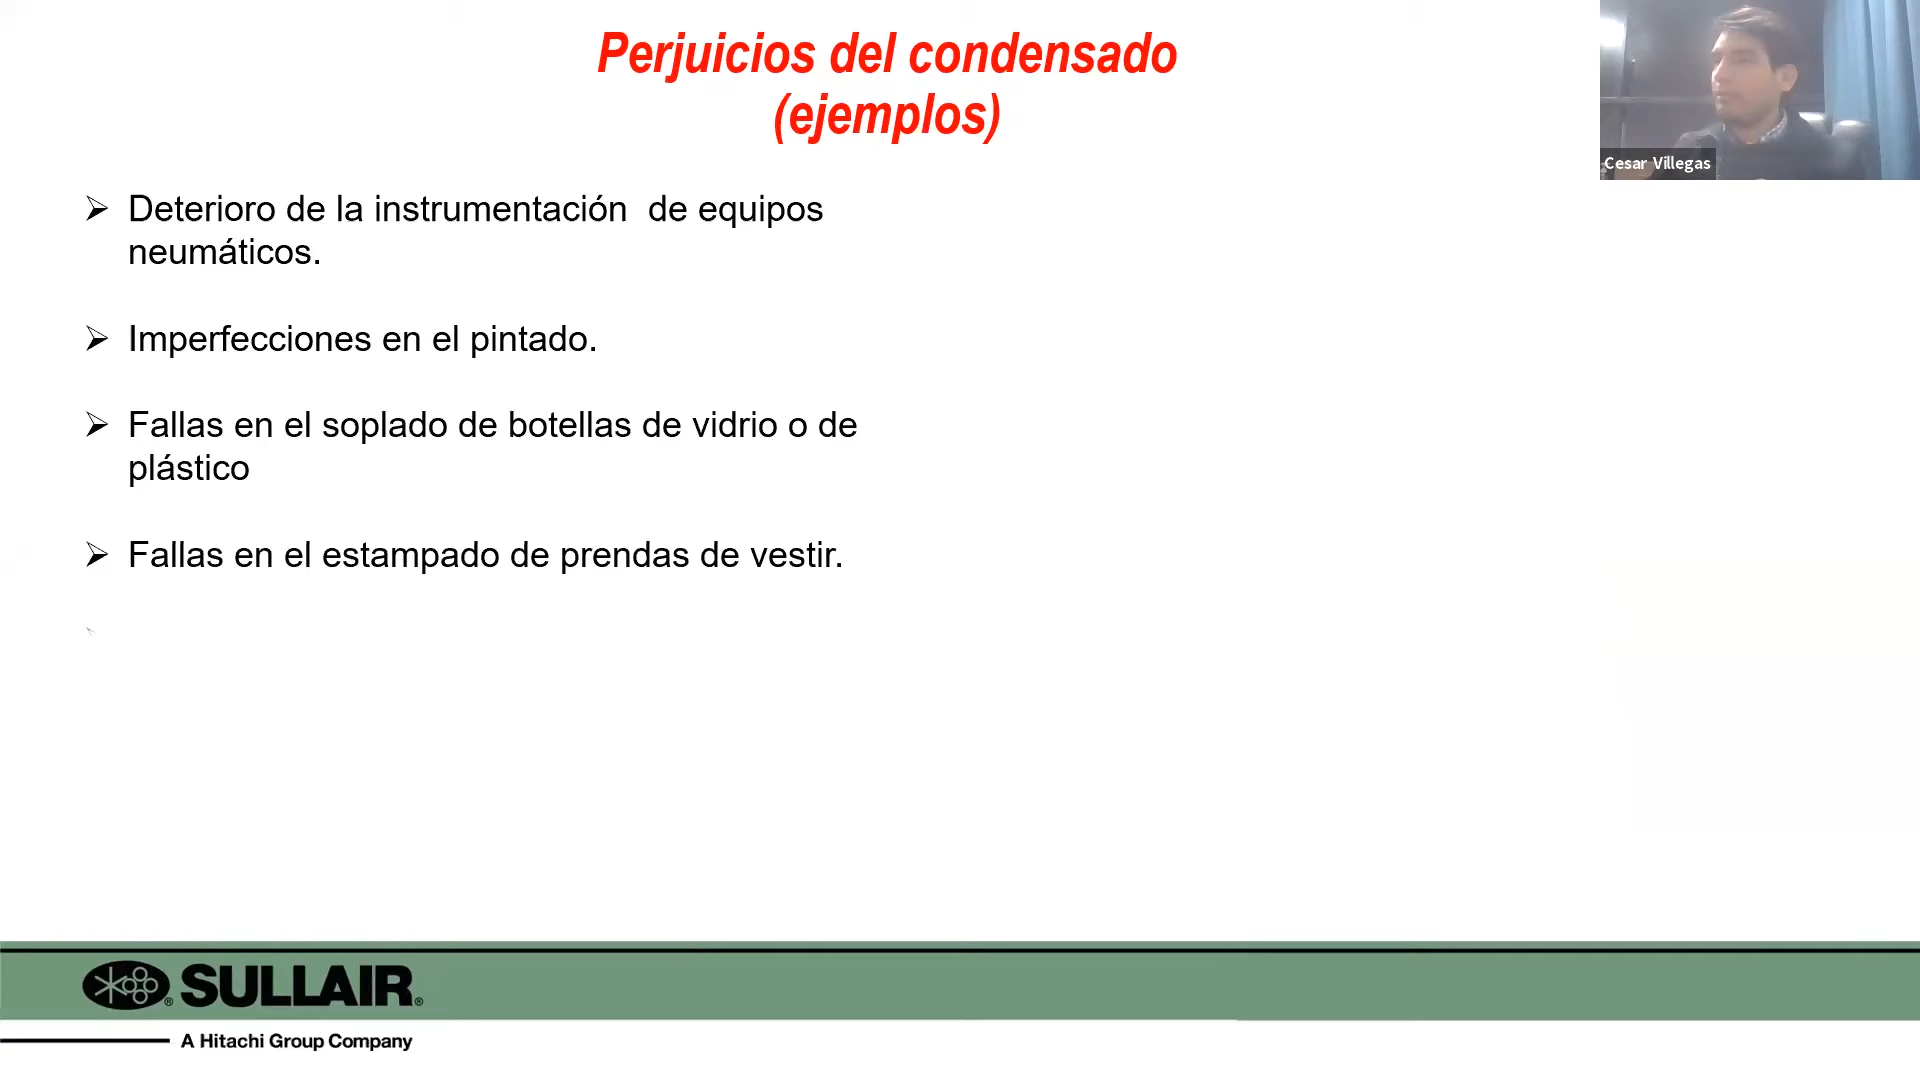 Perjuicios del condensado
(ejemplos)
Cesar Villegas
Deterioro de la instrumentación  de equipos
neumáticos.
Imperfecciones en el pintado.
Fallas en el soplado de botellas de vidrio o de
plástico
Fallas en el estampado de prendas de vestir.
SULLAIR®
A Hitachi Group Company